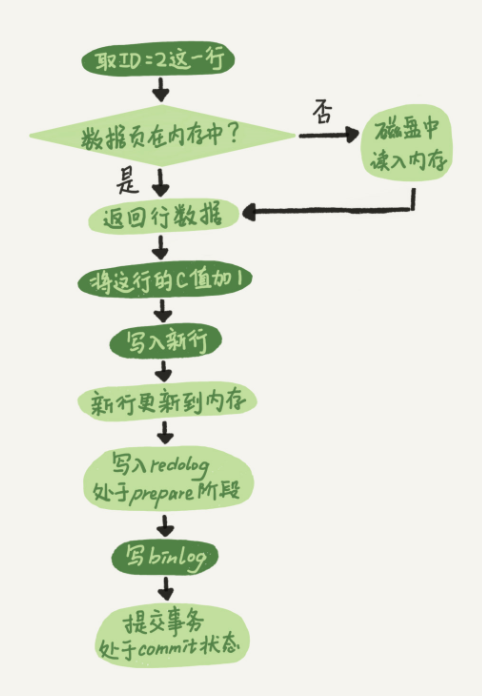 取ID=2这一行
数据页在内存中？
否
磁盘中
读入内存
是
返回行数据
将这行的C值加1
写入新行
新行更新到内存
写入redolog
处于prepare阶段
写binlog
提交事务
处于commit状态